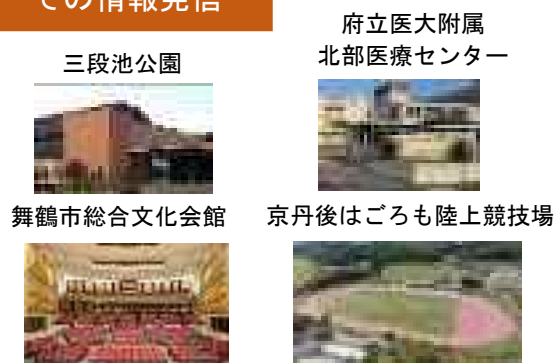 での情報発信
三段池公園
府立医大附属
北部医療センター
舞鶴市総合文化会館
京丹後はごろも陸上競技場